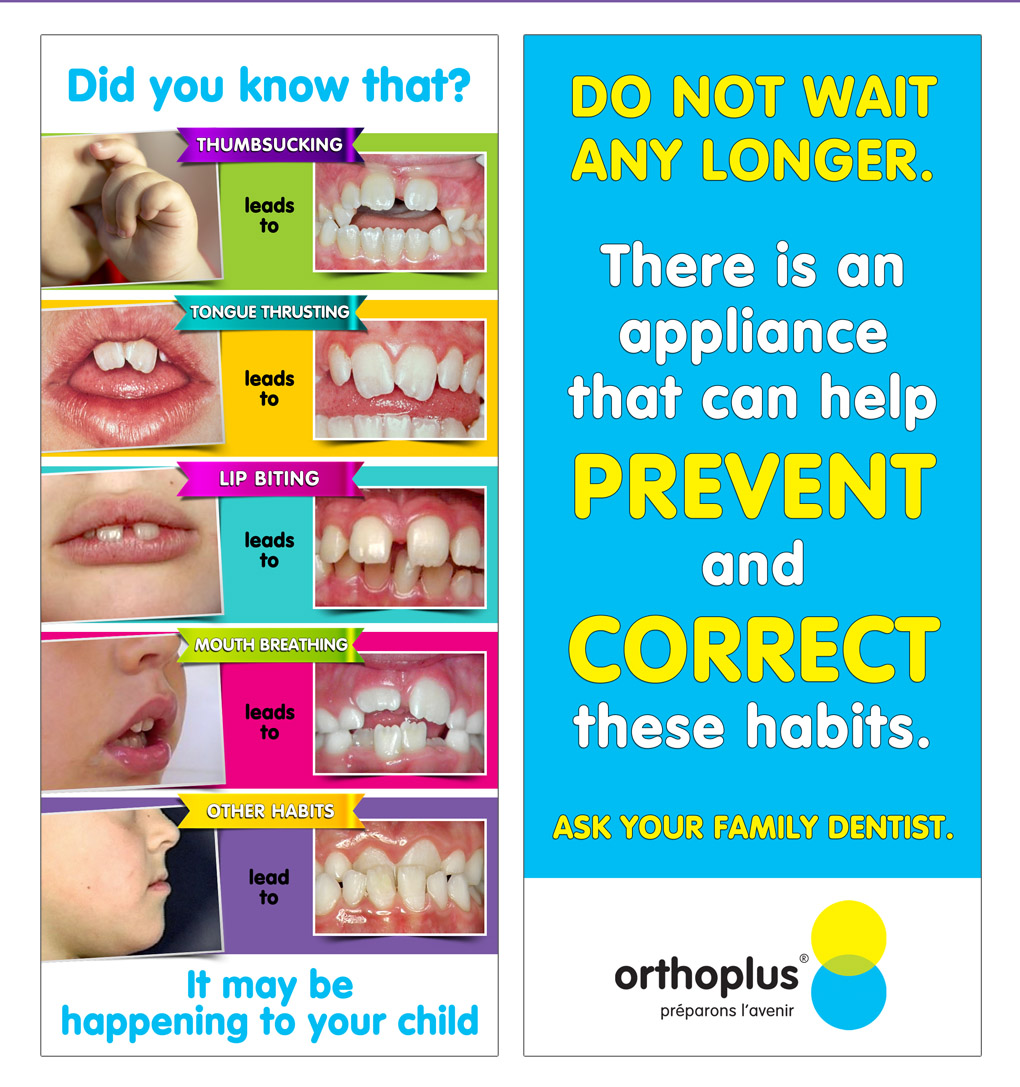 Did you know that?
THUMBSUCKING
leads
to
TONGUE THRUSTING
leads
to
LIP BITING
leads
to
MOUTH BREATHING
leads
to
OTHER HABITS
lead
to
It may be
happening to your child
DO NOT WAIT
ANY LONGER.
There is an
appliance
that can help
PREVENT
and
CORRECT
these habits.
ASK YOUR FAMILY DENTIST.
orthoplus®
préparons l'avenir